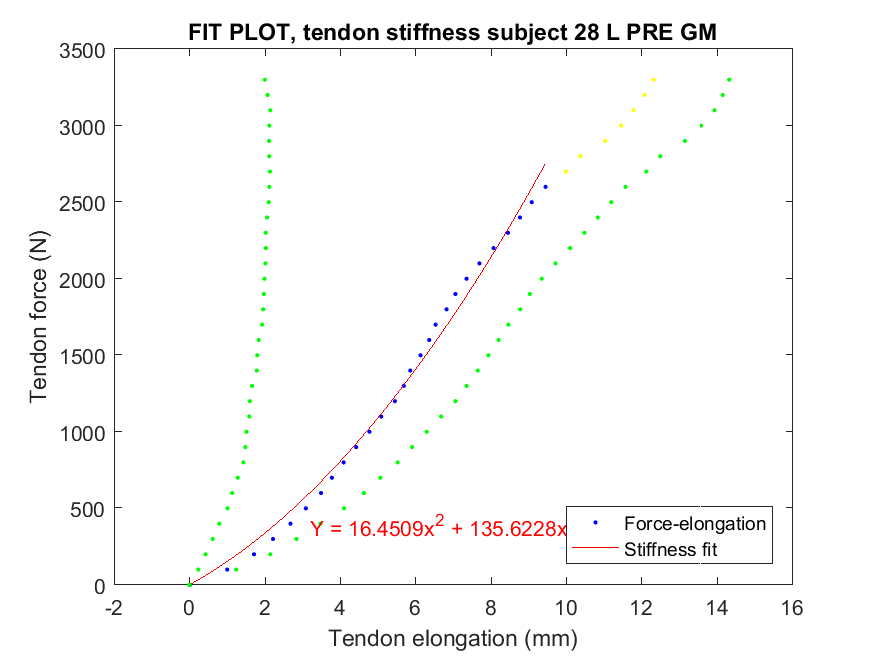 FIT PLOT, tendon stiffness subject 28 L PRE GM
3500
3000
2500
2000
1500
1000
500
0
Tendon force (N)
Y = 16.4509x^2 + 135.6228x
Force-elongation
Stiffness fit
-2 0 2 4 6 8 10 12 14 16
Tendon elongation (mm)